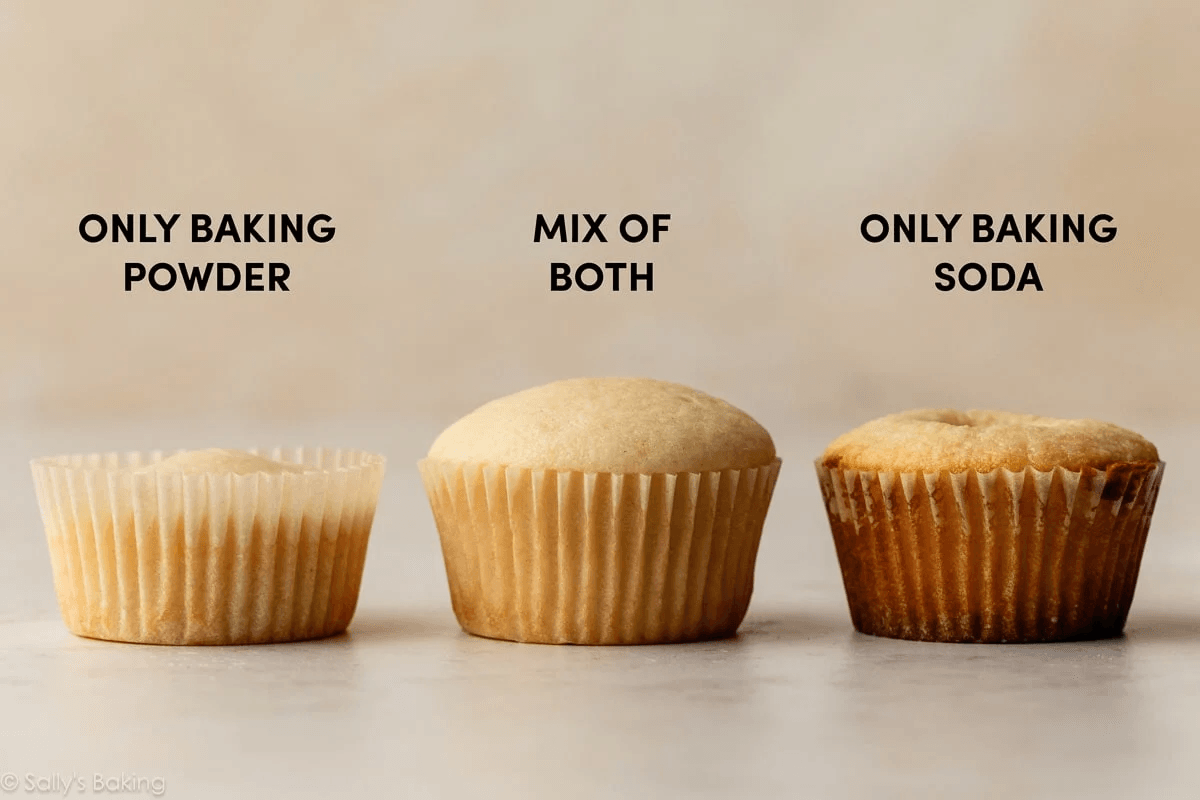 ONLY BAKING
POWDER
MIX OF
BOTH
ONLY BAKING
SODA
© Sally's Baking